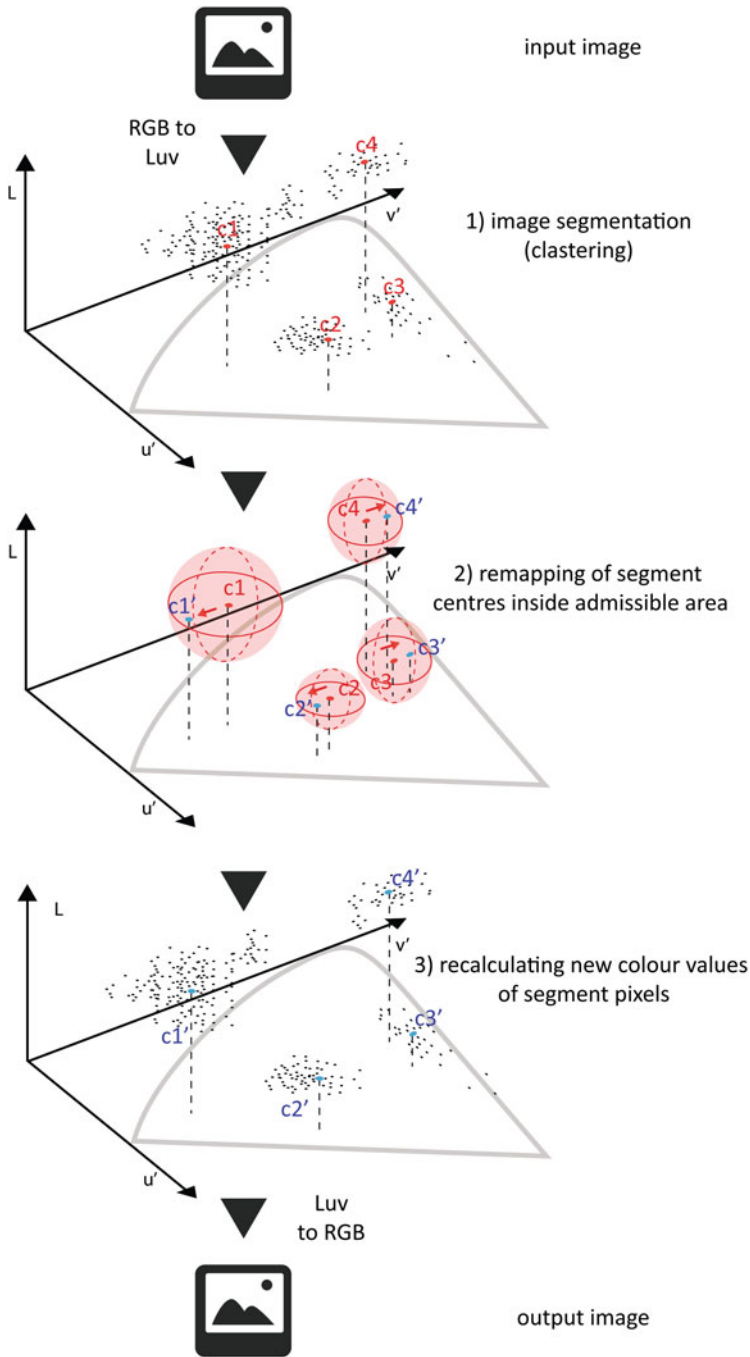 input image
RGB to
Luv
c4
L
v'
c1
1) image segmentation
(clastering)
c3
c2
u'
c4
c4'
L
v'
2) remapping of segment
centres inside admissible area
c1
c1'
c3'
c3
c2
c2'
u'
c4'
L
v'
3) recalculating new colour values
of segment pixels
c3'
c1'
c2'
u'
Luv
to RGB
output image